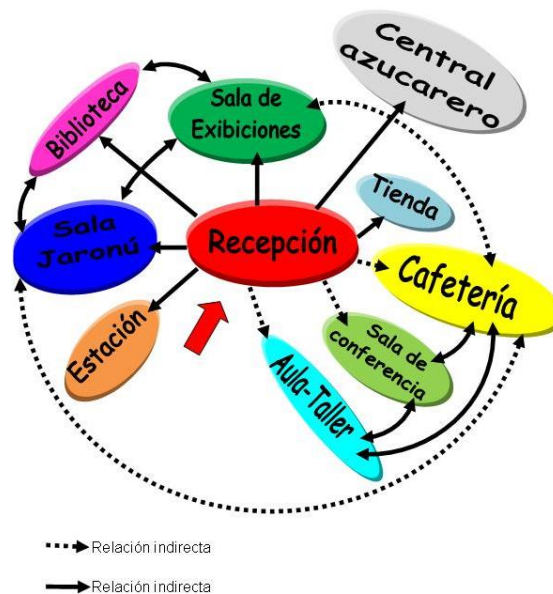 Central
azucarero
Biblioteca
Sala de
Exibiciones
Tienda
Sala
Jaronú
Recepción
Cafetería
Estación
Sala de
conferencia
Aula-Taller
Relación indirecta
Relación indirecta